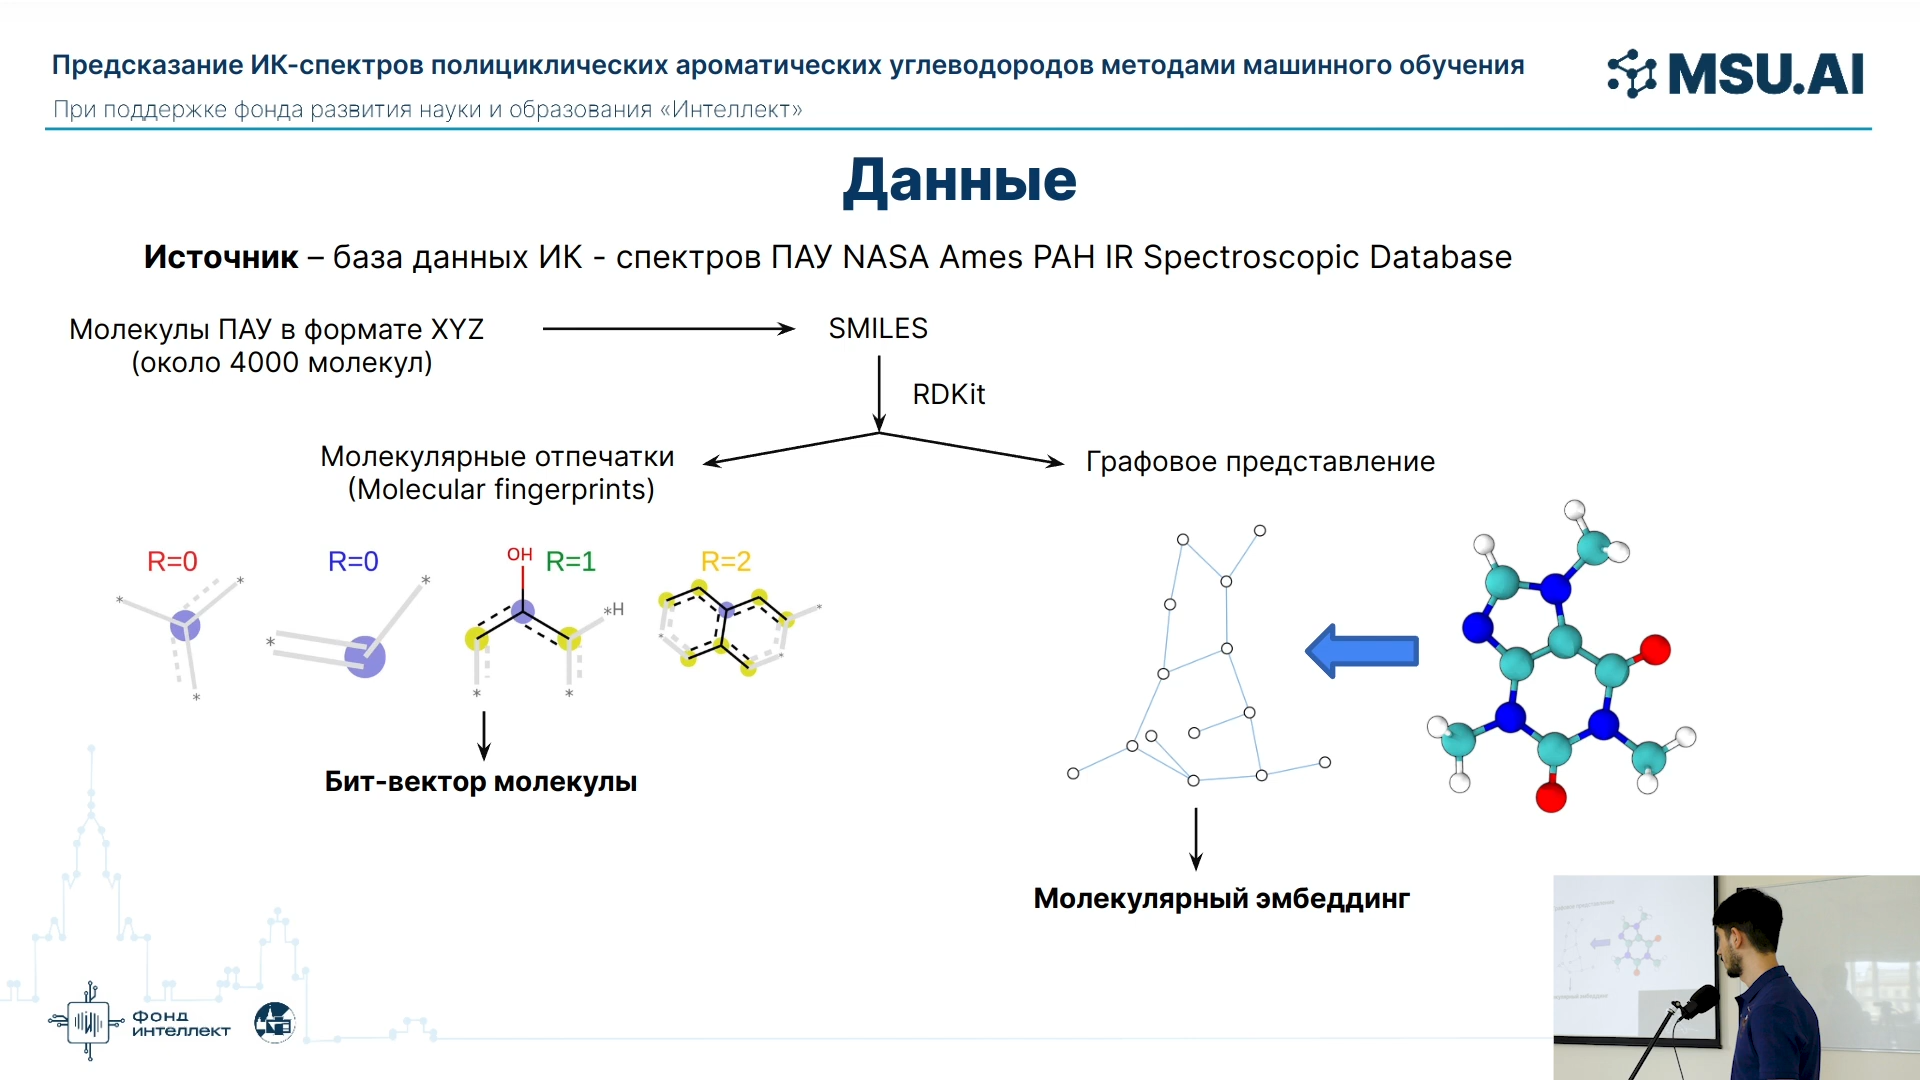 Предсказание ИК-спектров полициклических ароматических углеводородов методами машинного обучения
При поддержке фонда развития науки и образования «Интеллект»
MSU.AI
Данные
Источник – база данных ИК - спектров ПАУ NASA Ames PAH IR Spectroscopic Database
Молекулы ПАУ в формате XYZ
(около 4000 молекул)
SMILES
RDKit
Молекулярные отпечатки
(Molecular fingerprints)
Графовое представление
R=0
R=0
OH
R=1
R=2
*H
Бит-вектор молекулы
Молекулярный эмбеддинг
ФОНД
ИНТЕЛЛЕКТ